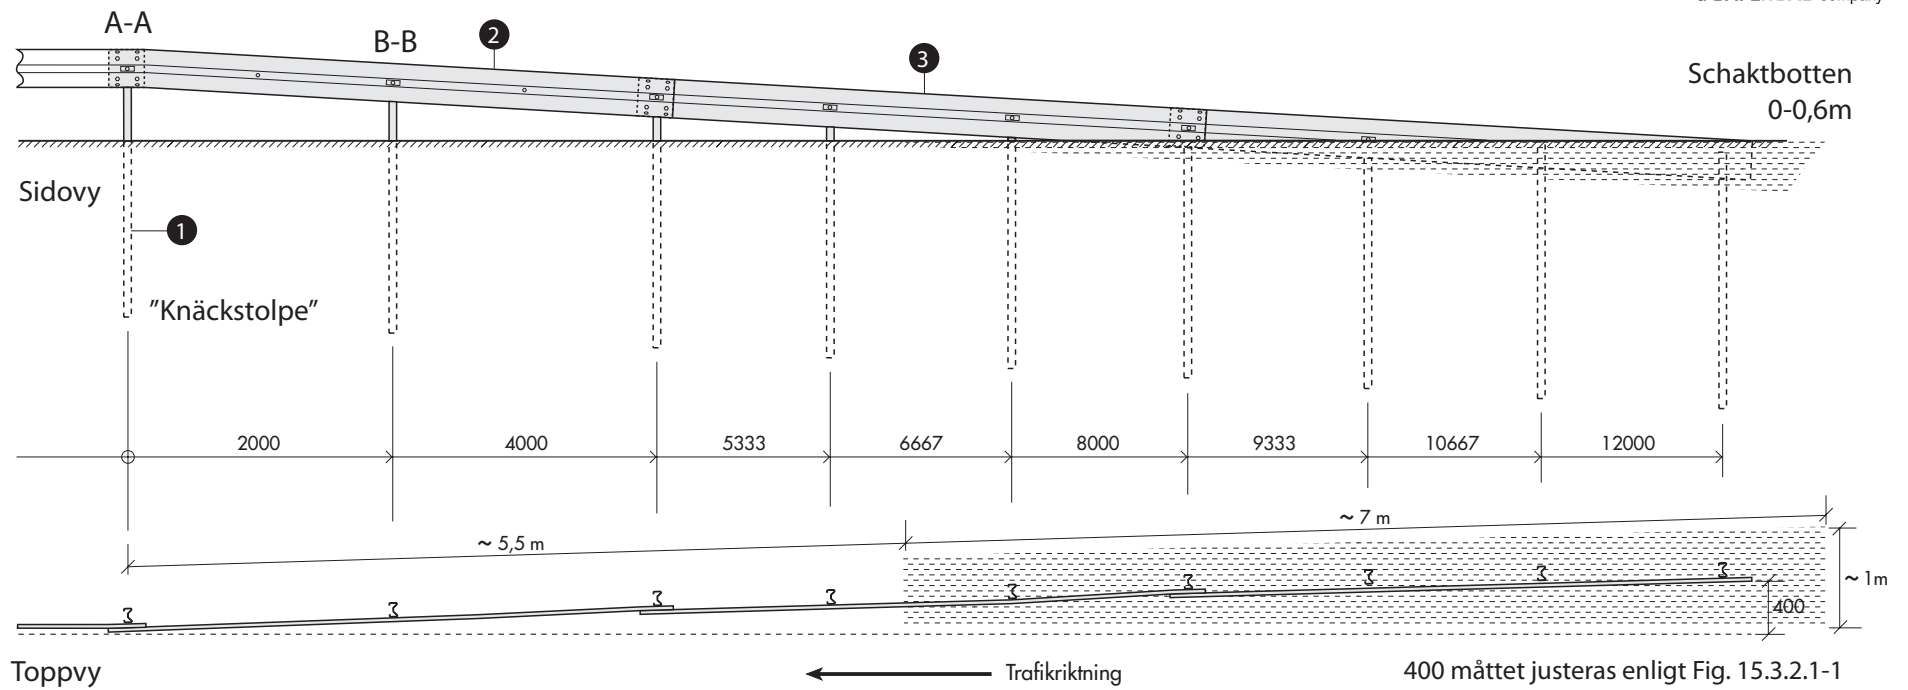 A-A
B-B
2
3
Company
Schaktbotten
0-0,6m
Sidovy
1
”Knäckstolpe”
2000
4000
5333
6667
8000
9333
10667
12000
~ 5,5 m
~ 7 m
~ 1m
400
Toppvy
Trafikriktning
400 måttet justeras enligt Fig. 15.3.2.1-1